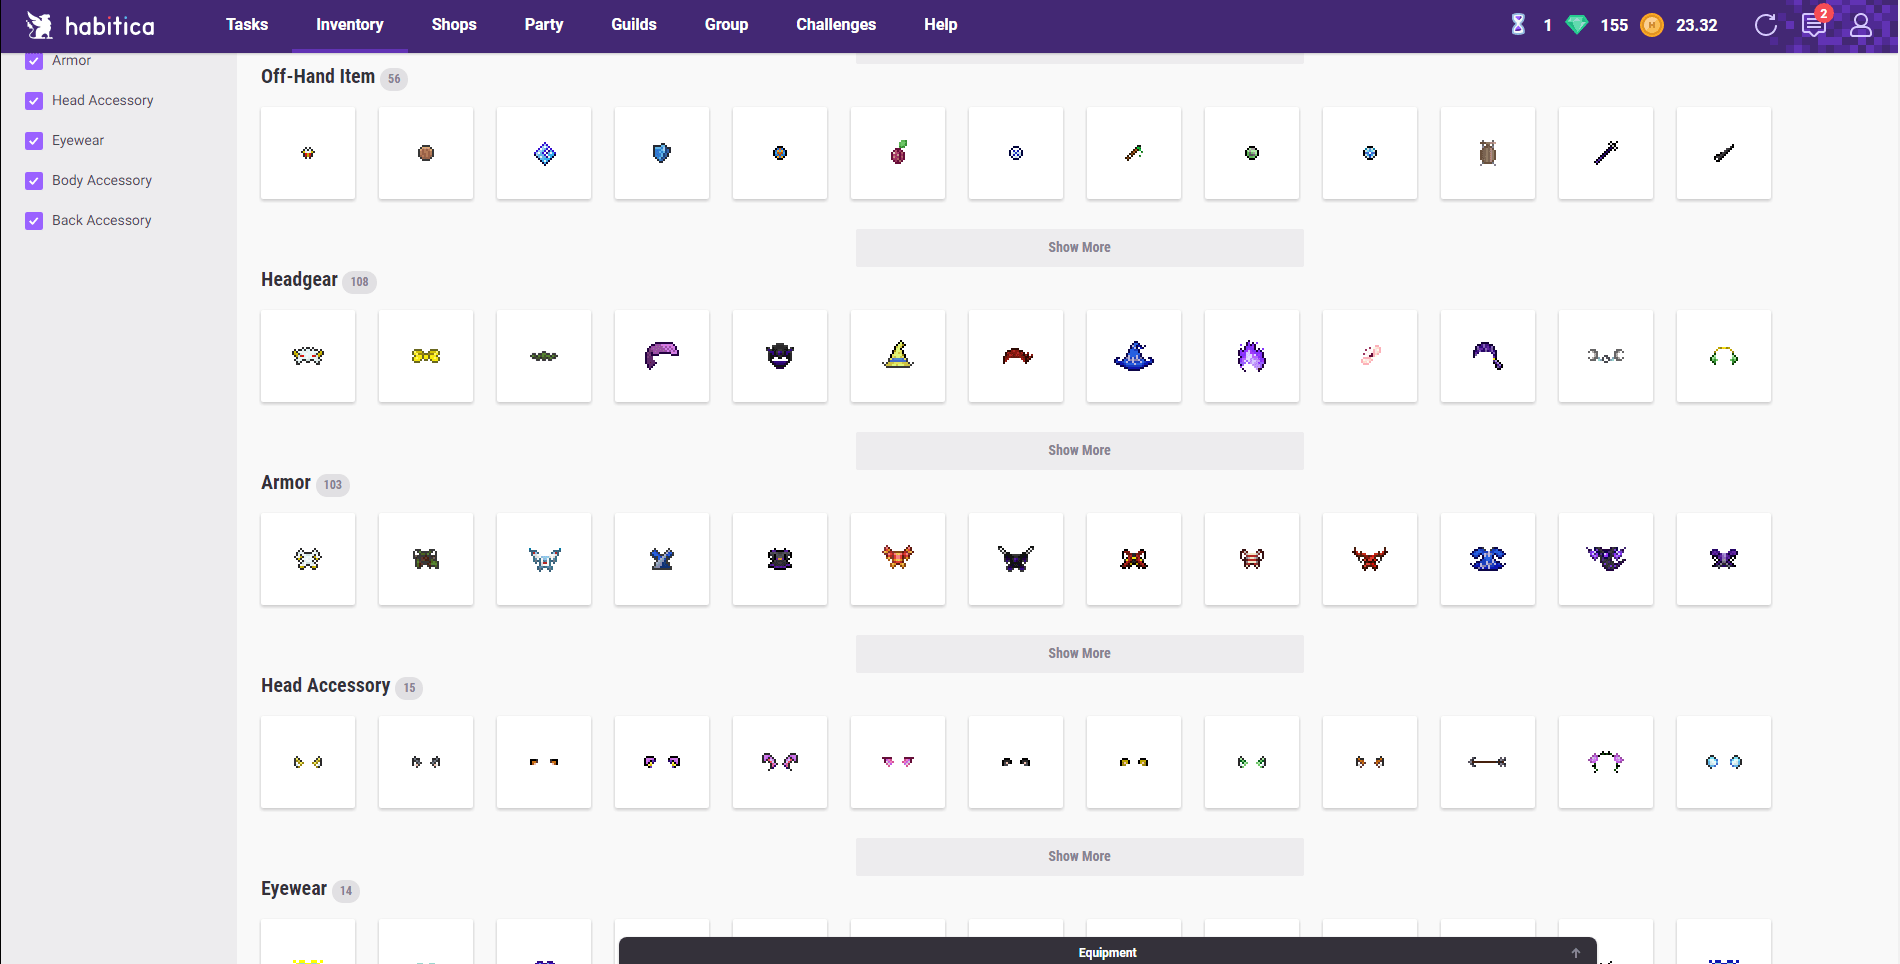 habitica Tasks Inventory Shops Party Guilds Group Challenges Help 1 155 23.32 2
Armor
Head Accessory
Eyewear
Body Accessory
Back Accessory
Off-Hand Item 56
Show More
Headgear 108
Show More
Armor 103
Show More
Head Accessory 15
Show More
Eyewear 14
Equipment